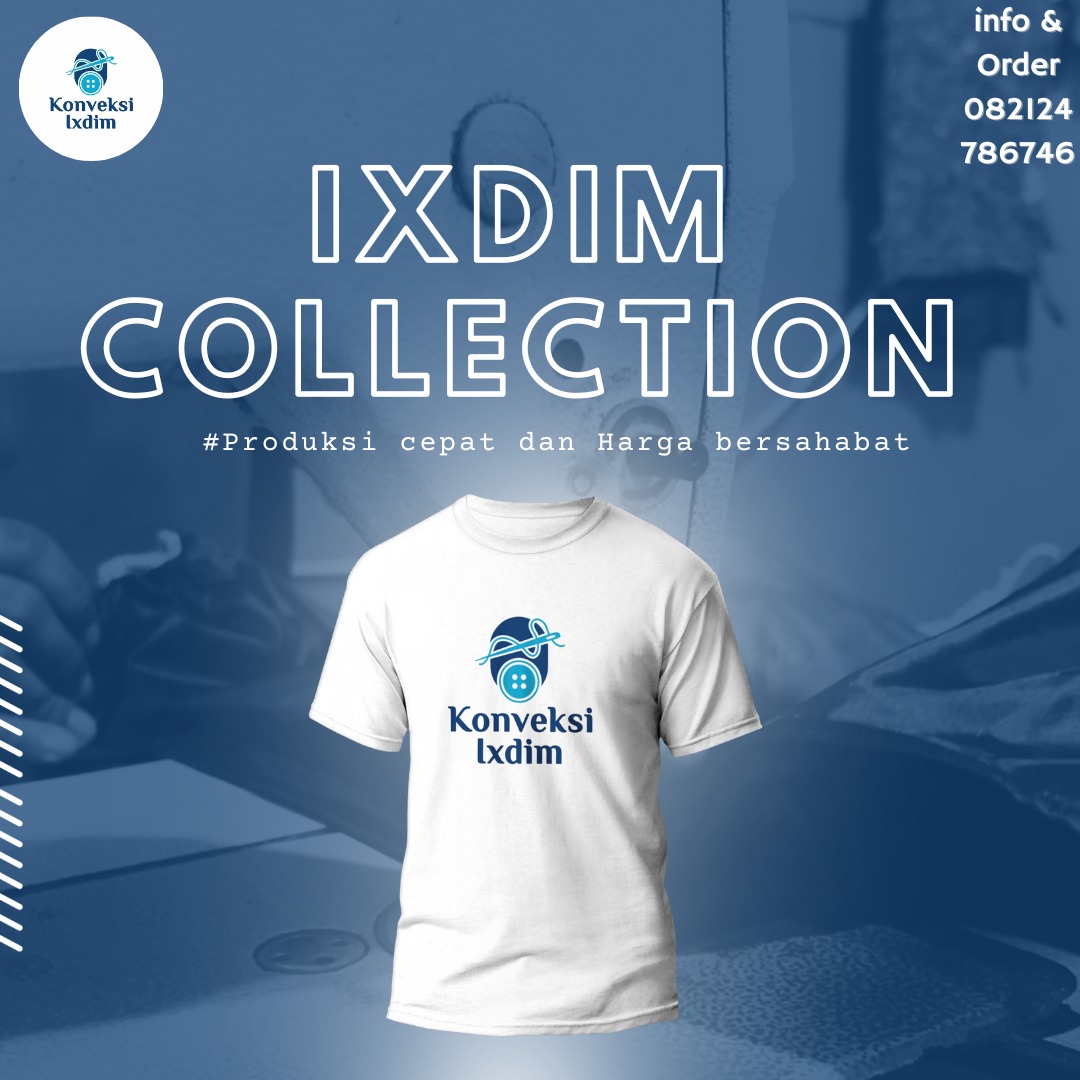 Konveksi
Ixdim
info &
Order
082124
786746
IXDIM
COLLECTION
#Produksi cepat dan Harga bersahabat
Konveksi
Ixdim